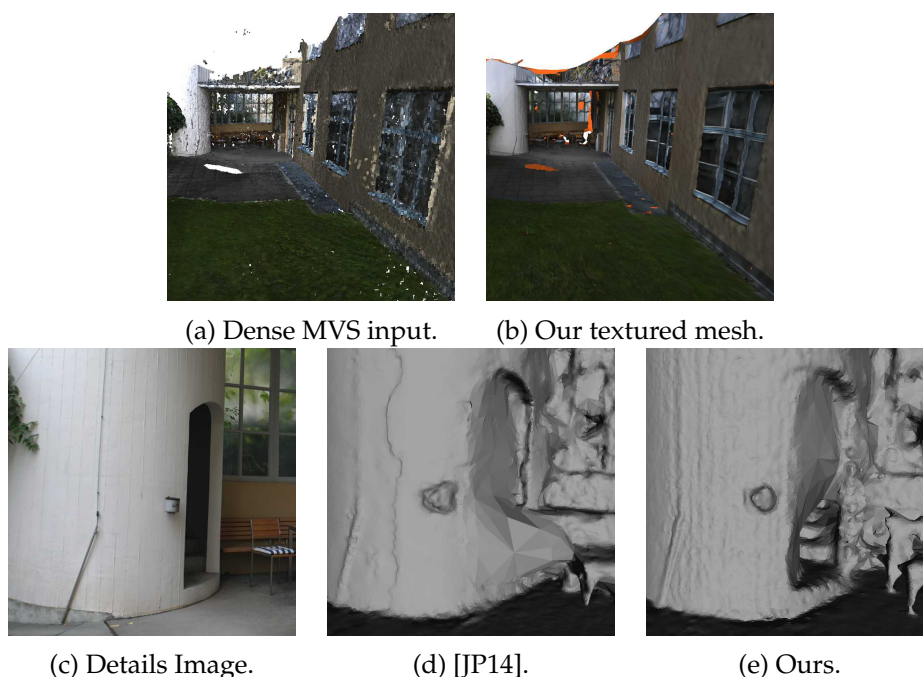 (a) Dense MVS input.
(b) Our textured mesh.
(c) Details Image.
(d) [JP14].
(e) Ours.